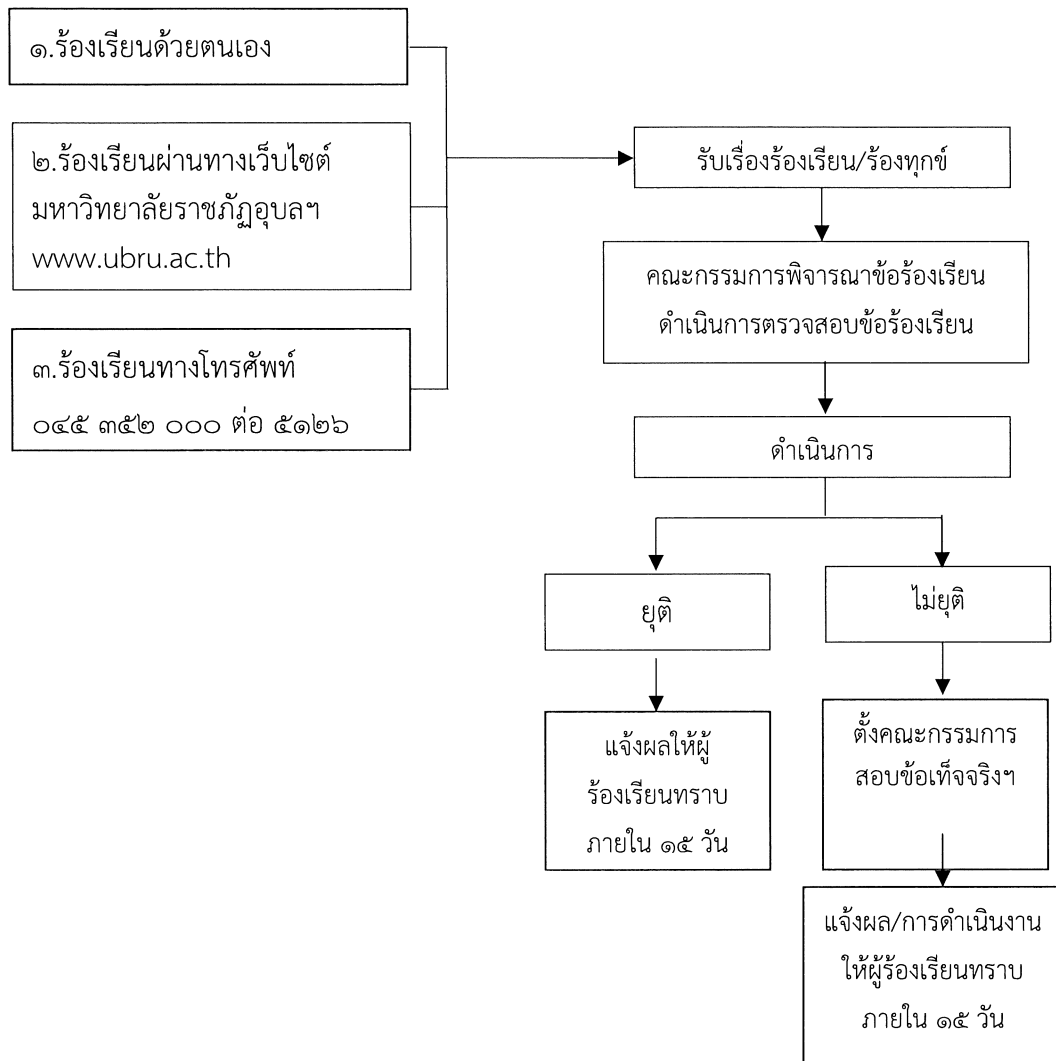 ๑.ร้องเรียนด้วยตนเอง
๒.ร้องเรียนผ่านทางเว็บไซต์
มหาวิทยาลัยราชภัฏอุบลฯ
www.ubru.ac.th
๓.ร้องเรียนทางโทรศัพท์
๐๔๕ ๓๕๒ ๐๐๐ ต่อ ๕๑๒๖
รับเรื่องร้องเรียน/ร้องทุกข์
คณะกรรมการพิจารณาข้อร้องเรียน
ดำเนินการตรวจสอบข้อร้องเรียน
ดำเนินการ
ยุติ
แจ้งผลให้ผู้
ร้องเรียนทราบ
ภายใน ๑๕ วัน
ไม่ยุติ
ตั้งคณะกรรมการ
สอบข้อเท็จจริงฯ
แจ้งผล/การดำเนินงาน
ให้ผู้ร้องเรียนทราบ
ภายใน ๑๕ วัน